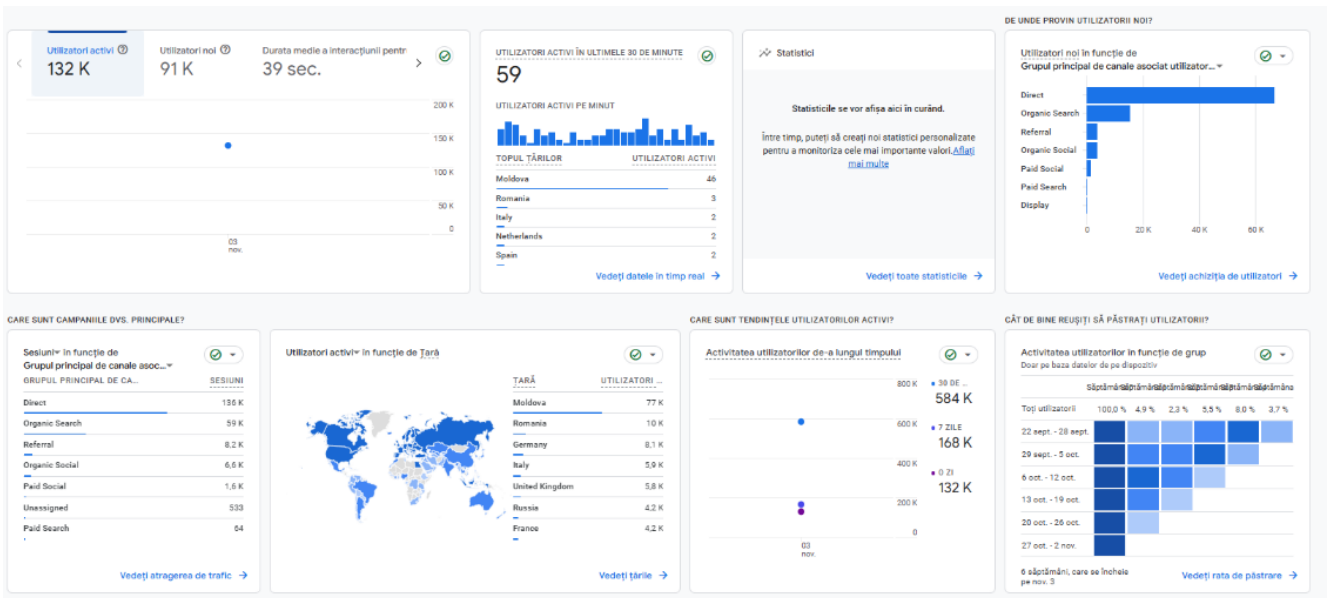 DE UNDE PROVIN UTILIZATORII NOI?
Utilizatori activi
132 K
Utilizatori noi
91 K
Durata medie a interacțiunii pentr
39 sec.
200 K
150 K
100 K
50 K
0
03
nov.
UTILIZATORI ACTIVI ÎN ULTIMELE 30 DE MINUTE
59
UTILIZATORI ACTIVI PE MINUT
TOPUL ȚĂRILOR UTILIZATORI ACTIVI
Moldova 46
Romania 3
Italy 2
Netherlands 2
Spain 2
Vedeți datele în timp real →
Statistici
Statisticile se vor afișa aici în curând.
Între timp, puteți să creați noi statistici personalizate
pentru a monitoriza cele mai importante valori.Aflați
mai multe
Vedeți toate statisticile →
Utilizatori noi în funcție de
Grupul principal de canale asociat utilizator...
Direct
Organic Search
Referral
Organic Social
Paid Social
Paid Search
Display
0 20 K 40 K 60 K
Vedeți achiziția de utilizatori →
CARE SUNT CAMPANIILE DVS. PRINCIPALE?
Sesiuni în funcție de
Grupul principal de canale asoc...
GRUPUL PRINCIPAL DE CA... SESIUNI
Direct 136 K
Organic Search 59 K
Referral 8,2 K
Organic Social 6,6 K
Paid Social 1,6 K
Unassigned 533
Paid Search 64
Vedeți atragerea de trafic →
Utilizatori activi în funcție de Țară
ȚARĂ UTILIZATORI ...
Moldova 77 K
Romania 10 K
Germany 8,1 K
Italy 5,9 K
United Kingdom 5,8 K
Russia 4,2 K
France 4,2 K
Vedeți țările →
CARE SUNT TENDINȚELE UTILIZATORILOR ACTIVI?
Activitatea utilizatorilor de-a lungul timpului
800 K
600 K
400 K
200 K
0
03
nov.
30 DE ...
584 K
7 ZILE
168 K
0 ZI
132 K
CÂT DE BINE REUȘIȚI SĂ PĂSTRAȚI UTILIZATORII?
Activitatea utilizatorilor în funcție de grup
Doar pe baza datelor de pe dispozitiv
Toți utilizatorii 100,0 % 4,9 % 2,3 % 5,5 % 8,0 % 3,7 %
22 sept. - 28 sept.
29 sept. - 5 oct.
6 oct. - 12 oct.
13 oct. - 19 oct.
20 oct. - 26 oct.
27 oct. - 2 nov.
6 săptămâni, care se încheie
pe nov. 3
Vedeți rata de păstrare →